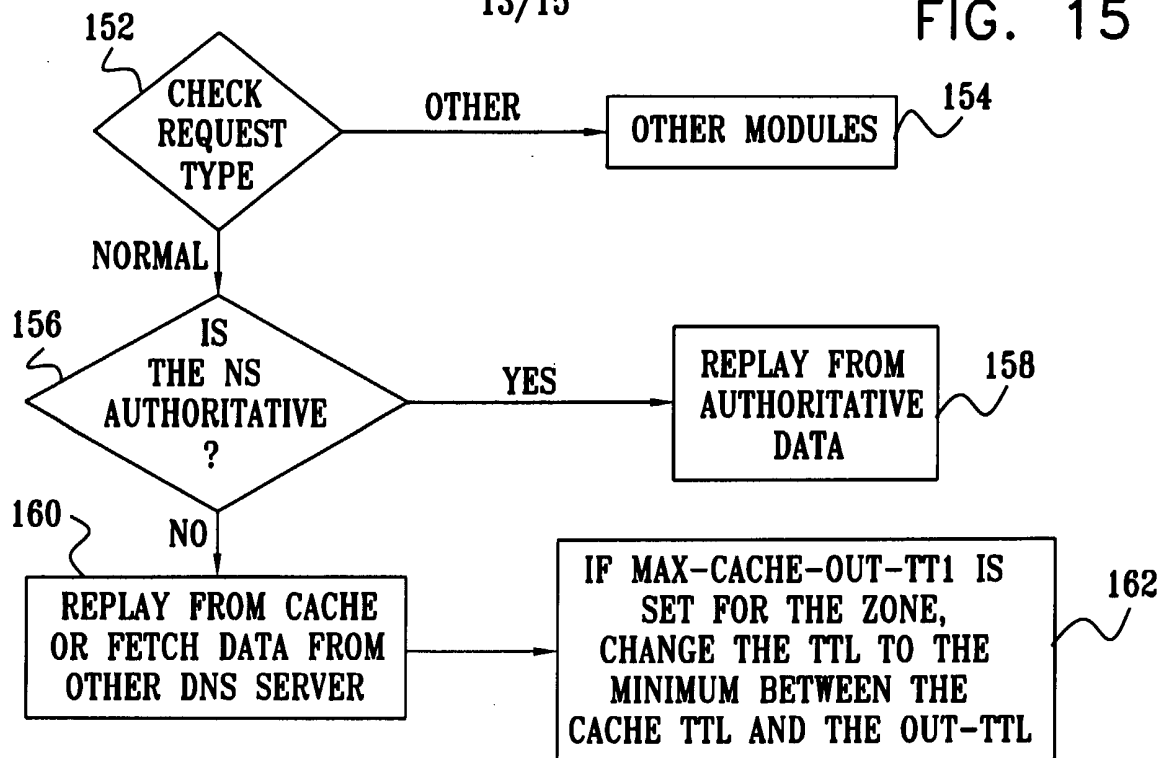 13/15
FIG. 15
152
CHECK
REQUEST
TYPE
OTHER
OTHER MODULES
154
NORMAL
156
IS
THE NS
AUTHORITATIVE
?
YES
REPLAY FROM
AUTHORITATIVE
DATA
158
160
NO
REPLAY FROM CACHE
OR FETCH DATA FROM
OTHER DNS SERVER
IF MAX-CACHE-OUT-TT1 IS
SET FOR THE ZONE,
CHANGE THE TTL TO THE
MINIMUM BETWEEN THE
CACHE TTL AND THE OUT-TTL
162